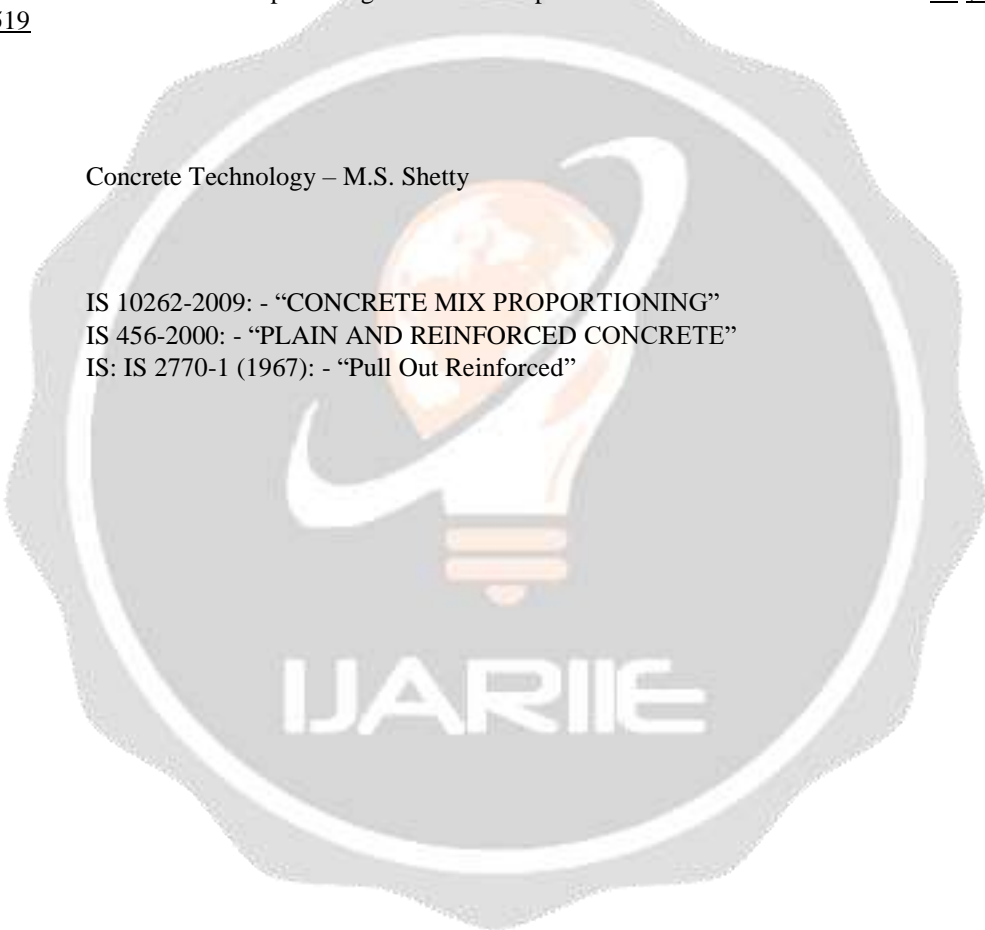 519
Concrete Technology – M.S. Shetty
IS 10262-2009: - “CONCRETE MIX PROPORTIONING”
IS 456-2000: - “PLAIN AND REINFORCED CONCRETE”
IS: IS 2770-1 (1967): - “Pull Out Reinforced”
IJARIIE